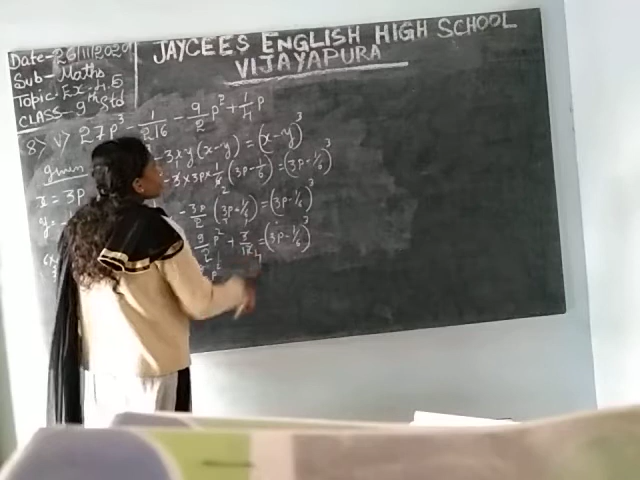 Date-26/11/2020
Sub- Maths
Topic Ex-4.5
CLASS- 9th Std
JAYCEES ENGLISH HIGH SCHOOL
VIJAYAPURA
8> v> 27p³ - 1/216 - 9/2 p² + 1/4 p
given
- 3xy(x-y) = (x-y)³
x = 3p
- 3×3p×1/6 (3p-1/6) = (3p-1/6)³
y =
- 3p/2 (3p-1/6) = (3p-1/6)³
9/2 p² + 3/12 = (3p-1/6)³